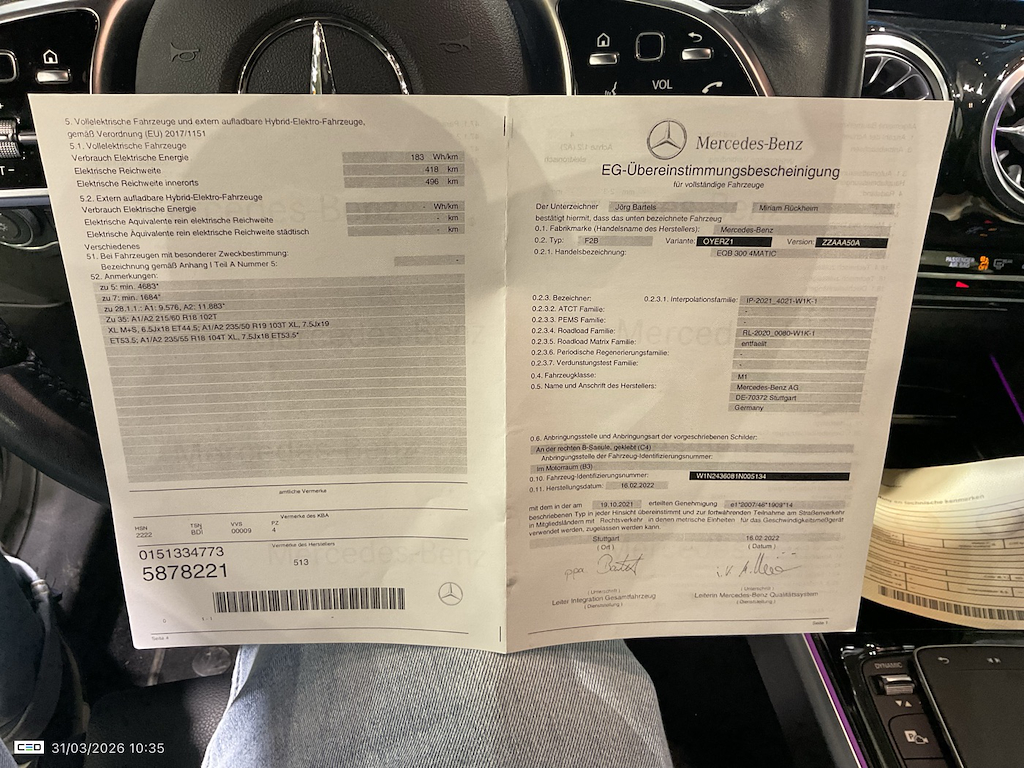 VOL
5. Vollelektrische Fahrzeuge und extern aufladbare Hybrid-Elektro-Fahrzeuge,
gemäß Verordnung (EU) 2017/1151
5.1. Vollelektrische Fahrzeuge
Verbrauch Elektrische Energie 183 Wh/km
Elektrische Reichweite 418 km
Elektrische Reichweite innerorts 496 km
5.2. Extern aufladbare Hybrid-Elektro-Fahrzeuge
Verbrauch Elektrische Energie - Wh/km
Elektrische Äquivalente rein elektrische Reichweite - km
Elektrische Äquivalente rein elektrische Reichweite städtisch - km
Verschiedenes
51. Bei Fahrzeugen mit besonderer Zweckbestimmung:
Bezeichnung gemäß Anhang I Teil A Nummer 5: -
52. Anmerkungen:
zu 5: min. 4683*
zu 7: min. 1684*
zu 28.1.1.: A1: 9.576, A2: 11.883*
Zu 35: A1/A2 215/60 R18 102T
XL M+S, 6.5Jx18 ET44.5; A1/A2 235/50 R19 103T XL, 7.5Jx19
ET53.5; A1/A2 235/55 R18 104T XL, 7.5Jx18 ET53.5*
amtliche Vermerke
Vermerke des KBA
HSN TSN VVS PZ
2222 BDI 00009 4
Vermerke des Herstellers
0151334773
513
5878221
Seite 4
Mercedes-Benz
EG-Übereinstimmungsbescheinigung
für vollständige Fahrzeuge
Der Unterzeichner Jörg Bartels Miriam Rückheim
bestätigt hiermit, dass das unten bezeichnete Fahrzeug
0.1. Fabrikmarke (Handelsname des Herstellers): Mercedes-Benz
0.2. Typ: F2B Variante: OYERZ1 Version: ZZAAA50A
0.2.1. Handelsbezeichnung: EQB 300 4MATIC
0.2.3. Bezeichner: 0.2.3.1. Interpolationsfamilie: IP-2021_4021-W1K-1
0.2.3.2. ATCT Familie: -
0.2.3.3. PEMS Familie: -
0.2.3.4. Roadload Familie: RL-2020_0080-W1K-1
0.2.3.5. Roadload Matrix Familie: entfaellt
0.2.3.6. Periodische Regenerierungsfamilie: -
0.2.3.7. Verdunstungstest Familie: -
0.4. Fahrzeugklasse: M1
0.5. Name und Anschrift des Herstellers: Mercedes-Benz AG
DE-70372 Stuttgart
Germany
0.6. Anbringungsstelle und Anbringungsart der vorgeschriebenen Schilder:
An der rechten B-Saeule, geklebt (C4)
Anbringungsstelle der Fahrzeug-Identifizierungsnummer:
Im Motorraum (B3)
0.10. Fahrzeug-Identifizierungsnummer: W1N2436081N005134
0.11. Herstellungsdatum: 16.02.2022
mit dem in der am 19.10.2021 erteilten Genehmigung e1*2007/46*1909*14
beschriebenen Typ in jeder Hinsicht übereinstimmt und zur fortwährenden Teilnahme am Straßenverkehr
in Mitgliedsländern mit Rechtsverkehr in denen metrische Einheiten für das Geschwindigkeitsmeßgerät
verwendet werden, zugelassen werden kann.
Stuttgart 16.02.2022
( Ort ) ( Datum )
ppa.
( Unterschrift ) ( Unterschrift )
Leiter Integration Gesamtfahrzeug Leiterin Mercedes-Benz Qualitätssystem
( Dienststellung ) ( Dienststellung )
Seite 1
PASSENGER
AIR BAG OFF
DYNAMIC
CEO 31/03/2026 10:35